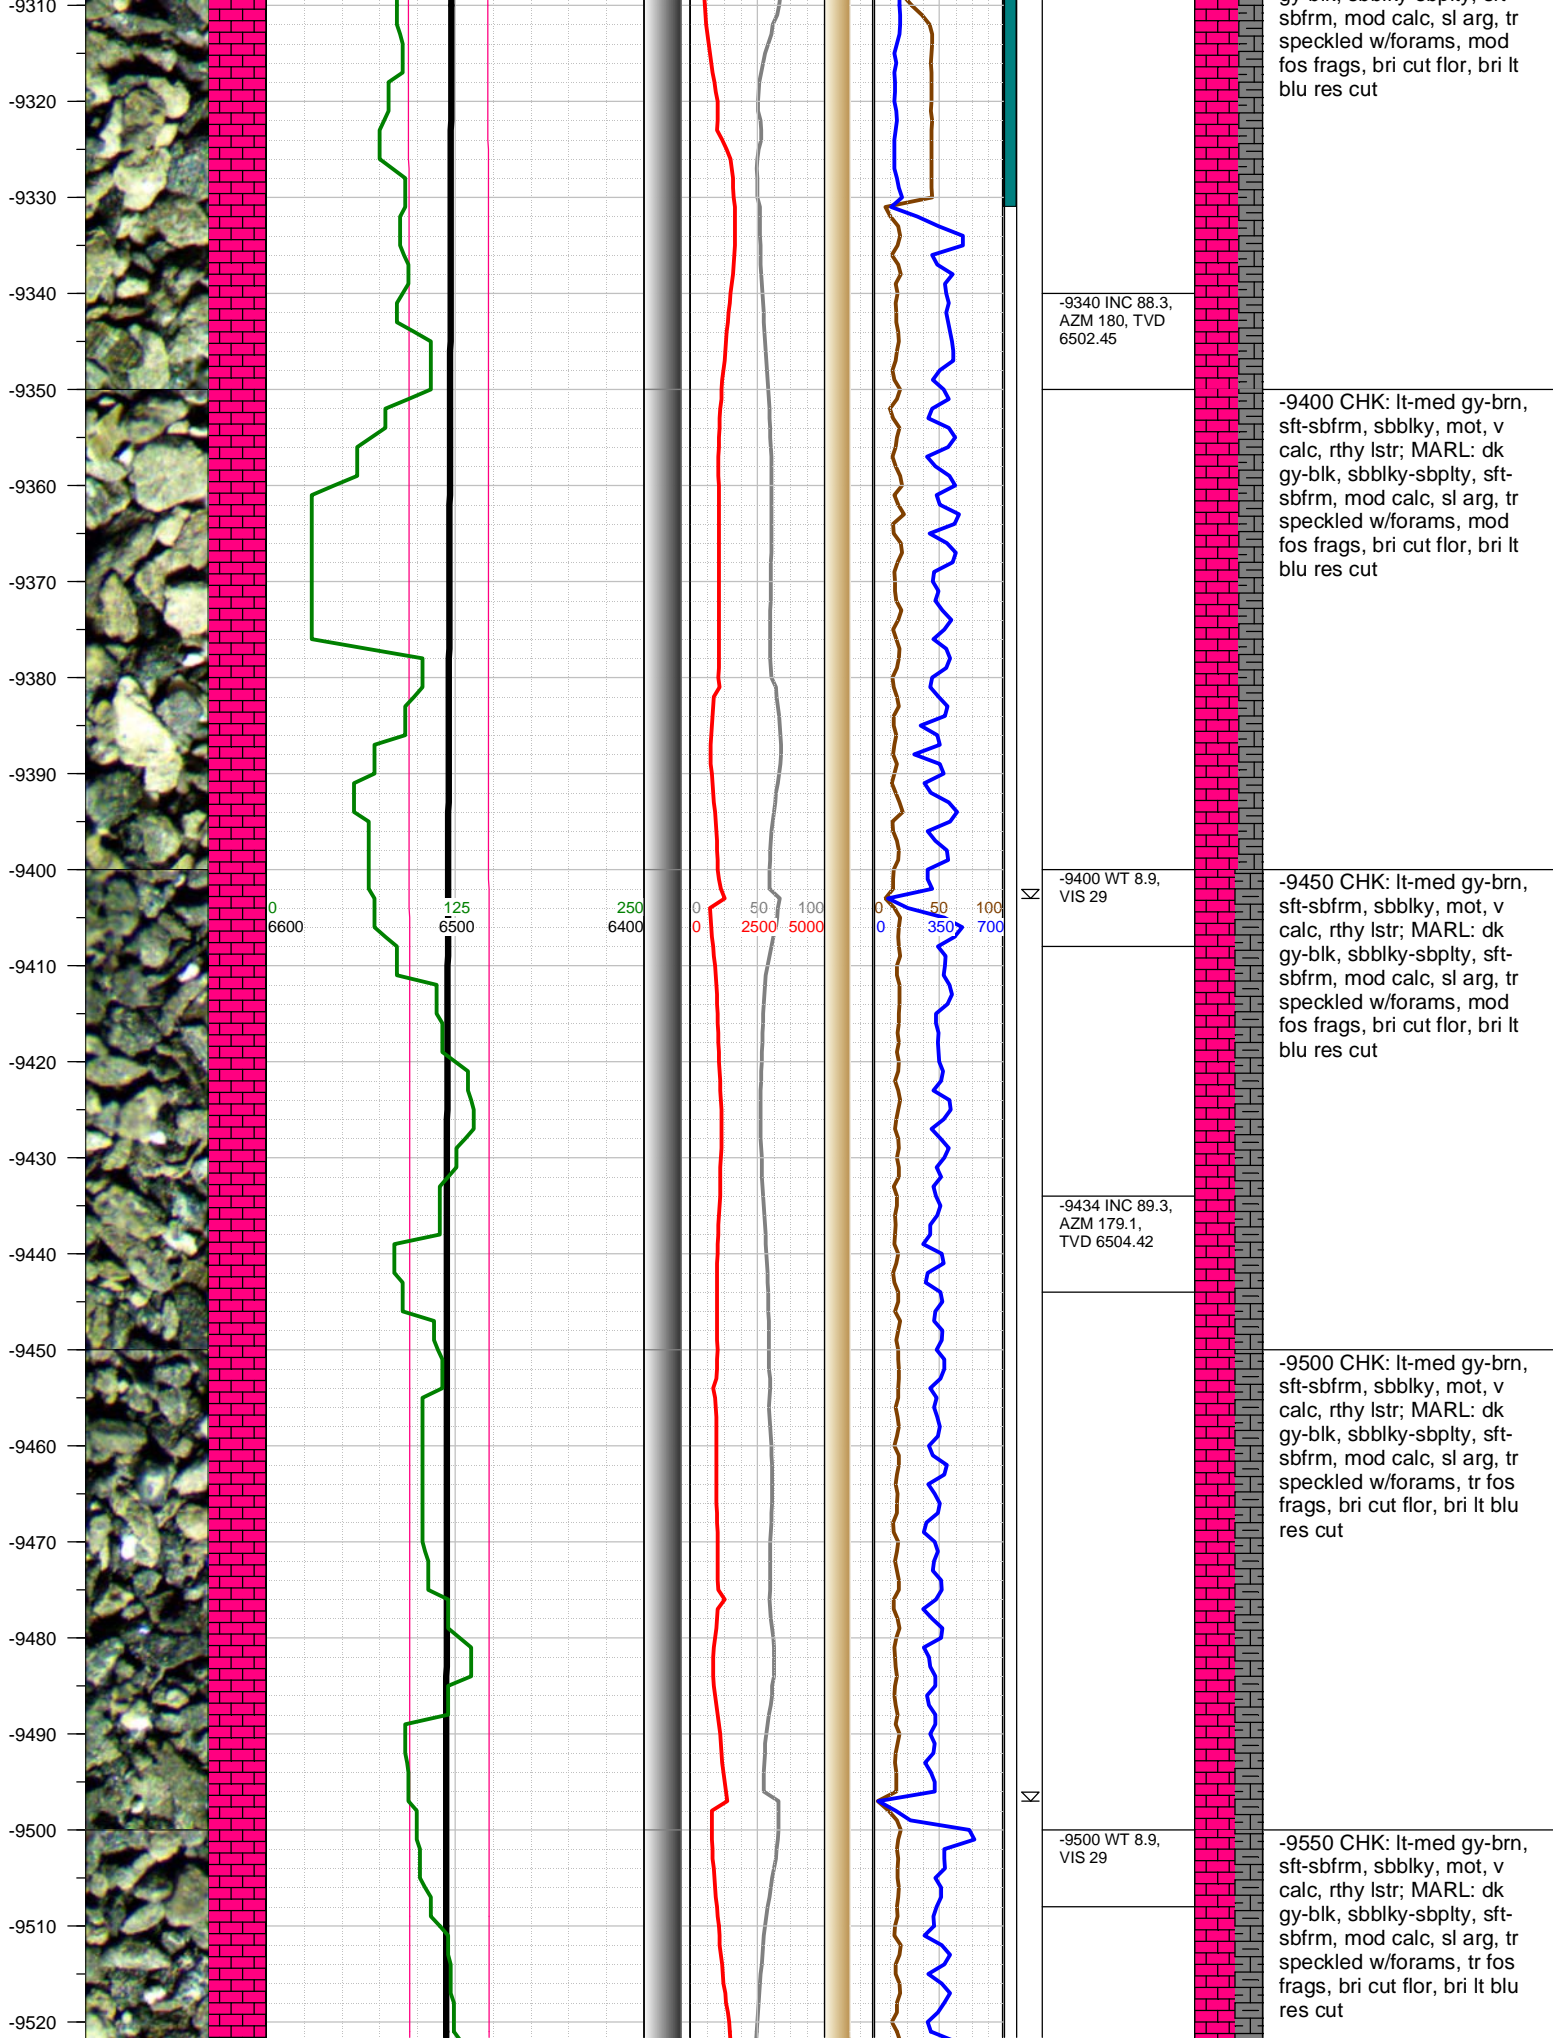 -9310
-9320
-9330
-9340
-9350
-9360
-9370
-9380
-9390
-9400
-9410
-9420
-9430
-9440
-9450
-9460
-9470
-9480
-9490
-9500
-9510
-9520
0 125 250
6600 6500 6400
0 50 100
0 2500 5000
0 50 100
0 350 700
-9340 INC 88.3,
AZM 180, TVD
6502.45
-9400 WT 8.9,
VIS 29
-9434 INC 89.3,
AZM 179.1,
TVD 6504.42
-9500 WT 8.9,
VIS 29
sbfrm, mod calc, sl arg, tr
speckled w/forams, mod
fos frags, bri cut flor, bri lt
blu res cut
-9400 CHK: lt-med gy-brn,
sft-sbfrm, sbblky, mot, v
calc, rthy lstr; MARL: dk
gy-blk, sbblky-sbplty, sft-
sbfrm, mod calc, sl arg, tr
speckled w/forams, mod
fos frags, bri cut flor, bri lt
blu res cut
-9450 CHK: lt-med gy-brn,
sft-sbfrm, sbblky, mot, v
calc, rthy lstr; MARL: dk
gy-blk, sbblky-sbplty, sft-
sbfrm, mod calc, sl arg, tr
speckled w/forams, mod
fos frags, bri cut flor, bri lt
blu res cut
-9500 CHK: lt-med gy-brn,
sft-sbfrm, sbblky, mot, v
calc, rthy lstr; MARL: dk
gy-blk, sbblky-sbplty, sft-
sbfrm, mod calc, sl arg, tr
speckled w/forams, tr fos
frags, bri cut flor, bri lt blu
res cut
-9550 CHK: lt-med gy-brn,
sft-sbfrm, sbblky, mot, v
calc, rthy lstr; MARL: dk
gy-blk, sbblky-sbplty, sft-
sbfrm, mod calc, sl arg, tr
speckled w/forams, tr fos
frags, bri cut flor, bri lt blu
res cut